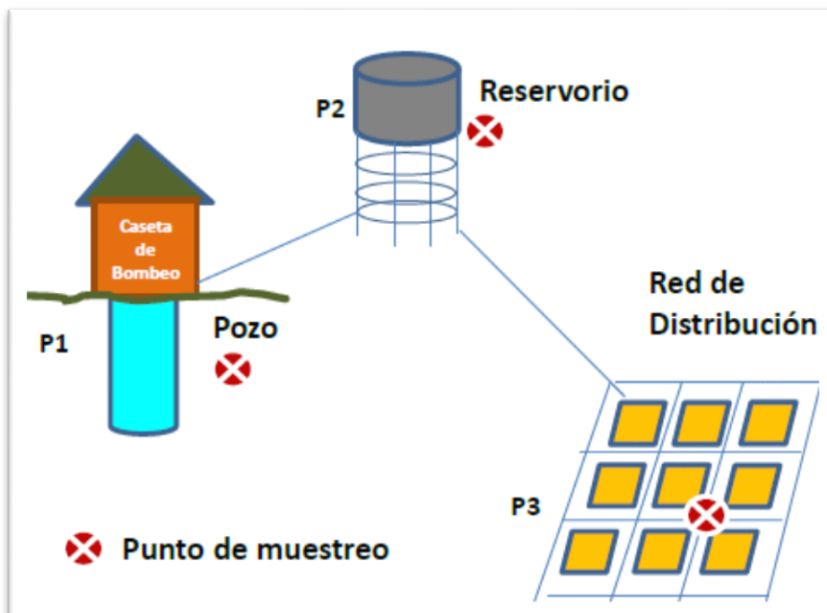 P2
Reservorio
Caseta
de
Bombeo
P1
Pozo
Red de
Distribución
P3
Punto de muestreo